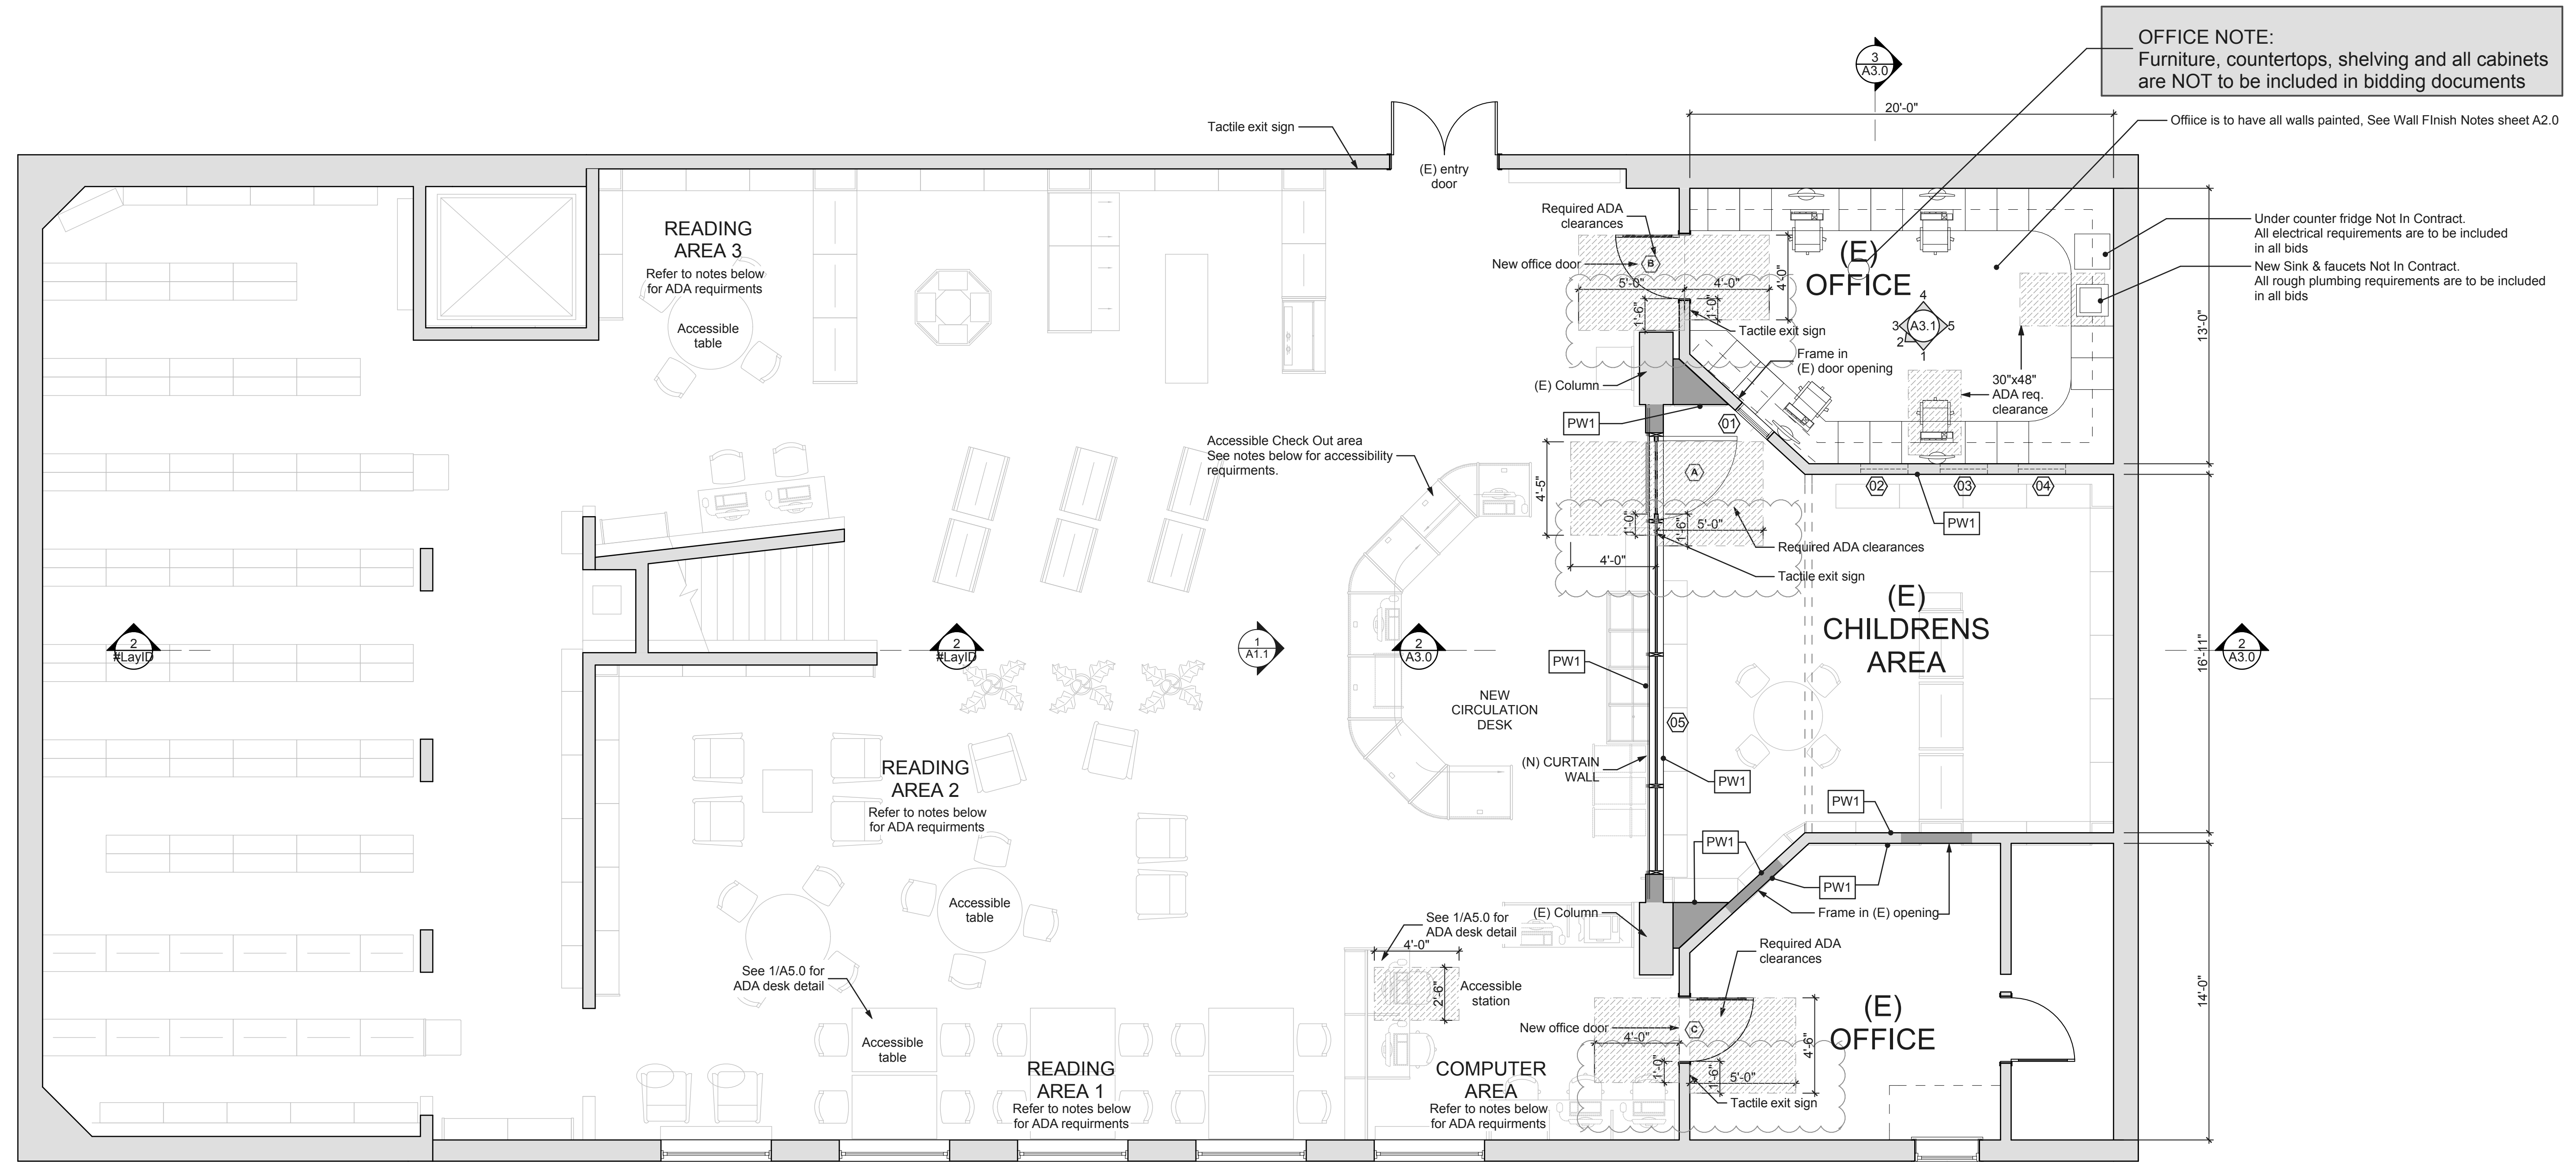 OFFICE NOTE:
Furniture, countertops, shelving and all cabinets
are NOT to be included in bidding documents
3
A3.0
20'-0"
Office is to have all walls painted, See Wall FInish Notes sheet A2.0
Tactile exit sign
(E) entry
door
READING
AREA 3
Refer to notes below
for ADA requirments
Accessible
table
Required ADA
clearances
New office door
B
5'-0"
4'-0"
4'-0"
1'-6"
1'-0"
Tactile exit sign
(E)
OFFICE
Under counter fridge Not In Contract.
All electrical requirements are to be included
in all bids
New Sink & faucets Not In Contract.
All rough plumbing requirements are to be included
in all bids
4
3
A3.1
5
2
1
13'-0"
Frame in
(E) door opening
(E) Column
30"x48"
ADA req.
clearance
PW1
01
Accessible Check Out area
See notes below for accessibility
requirments.
4'-5"
A
1'-0"
1'-6"
5'-0"
4'-0"
02
03
04
PW1
Required ADA clearances
Tactile exit sign
(E)
CHILDRENS
AREA
2
#LayID
2
#LayID
1
A1.1
2
A3.0
2
A3.0
16'-11"
PW1
NEW
CIRCULATION
DESK
05
(N) CURTAIN
WALL
PW1
READING
AREA 2
Refer to notes below
for ADA requirments
PW1
PW1
PW1
Accessible
table
See 1/A5.0 for
ADA desk detail
(E) Column
Frame in (E) opening
4'-0"
2'-6"
Accessible
station
See 1/A5.0 for
ADA desk detail
Required ADA
clearances
14'-0"
Accessible
table
New office door
C
4'-0"
1'-0"
1'-6"
5'-0"
4'-6"
(E)
OFFICE
READING
AREA 1
Refer to notes below
for ADA requirments
COMPUTER
AREA
Refer to notes below
for ADA requirments
Tactile exit sign